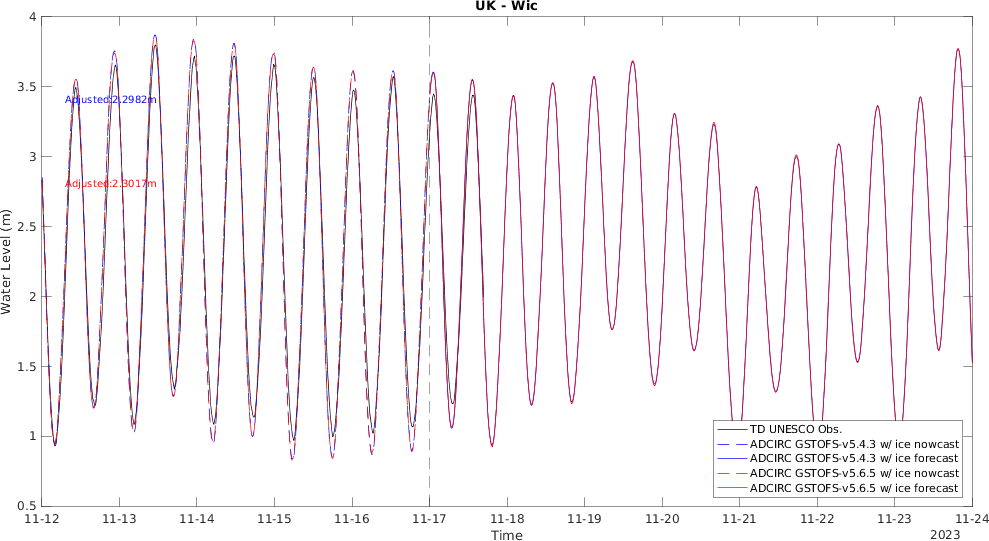 UK - Wic
4
3.5
3
2.5
2
1.5
1
0.5
Water Level (m)
Adjusted:2.2982m
Adjusted:2.3017m
TD UNESCO Obs.
ADCIRC GSTOFS-v5.4.3 w/ ice nowcast
ADCIRC GSTOFS-v5.4.3 w/ ice forecast
ADCIRC GSTOFS-v5.6.5 w/ ice nowcast
ADCIRC GSTOFS-v5.6.5 w/ ice forecast
11-12 11-13 11-14 11-15 11-16 11-17 11-18 11-19 11-20 11-21 11-22 11-23 11-24
Time
2023